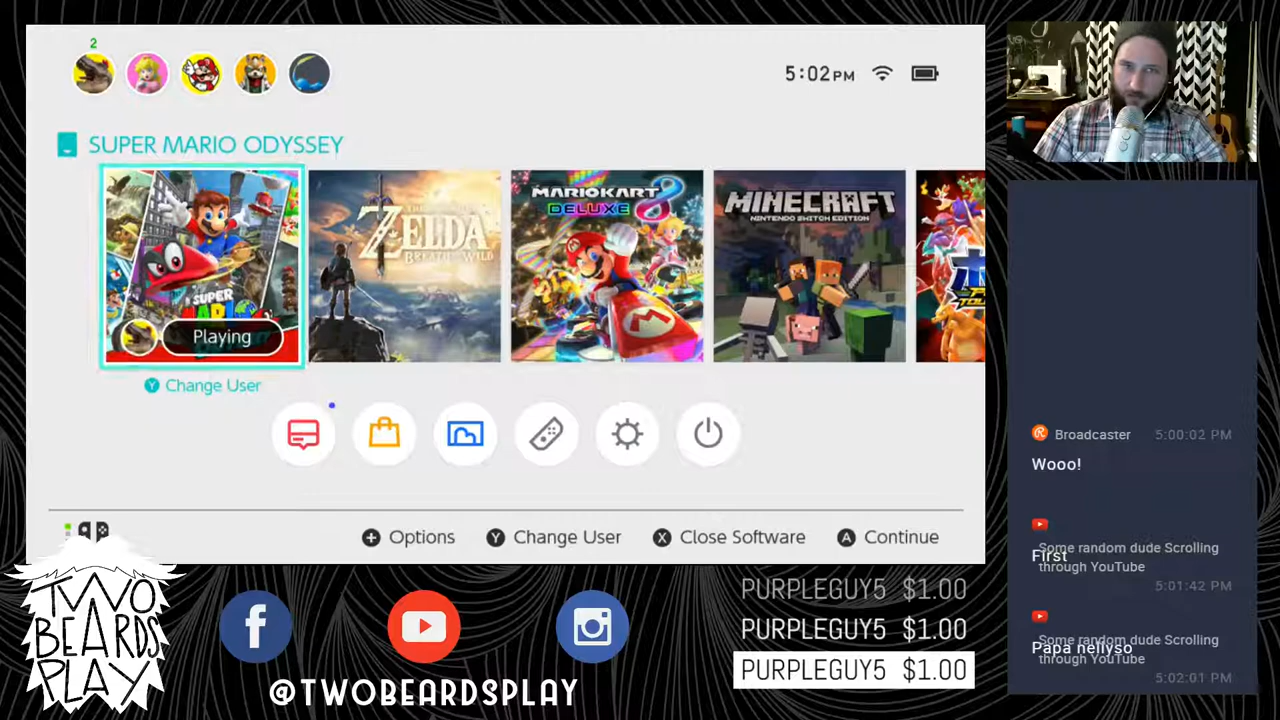 2
5:02PM
SUPER MARIO ODYSSEY
SUPER
Playing
THE LEGEND OF
ZELDA
BREATH OF THE WILD
MARIOKART 8
DELUXE
MINECRAFT
NINTENDO SWITCH EDITION
Y Change User
+ Options
Y Change User
X Close Software
A Continue
TWO
BEARDS
PLAY
f
@TWOBEARDSPLAY
PURPLEGUY5 $1.00
PURPLEGUY5 $1.00
PURPLEGUY5 $1.00
Broadcaster 5:00:02 PM
Wooo!
Some random dude Scrolling
through YouTube
First
5:01:42 PM
Some random dude Scrolling
through YouTube
Papa nellyso
5:02:01 PM